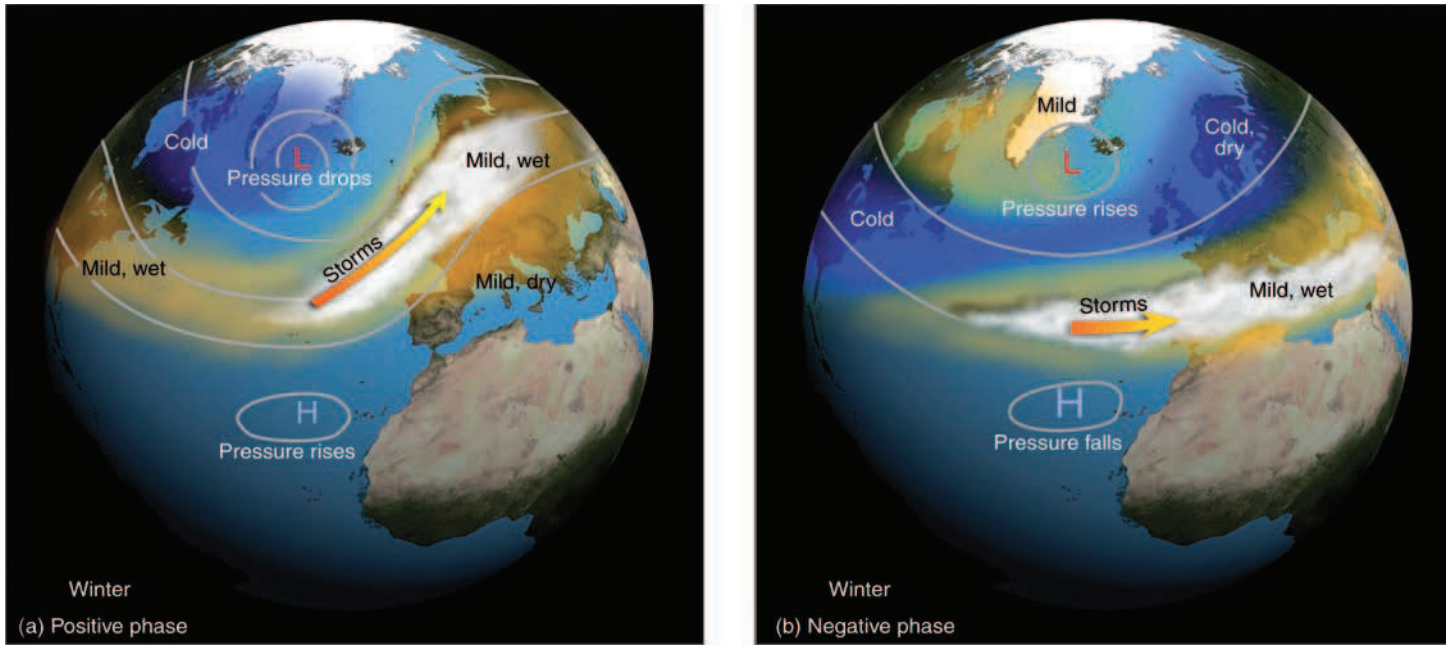 Cold
L
Pressure drops
Mild, wet
Mild, wet
Storms
Mild, dry
H
Pressure rises
Winter
(a) Positive phase
Mild
Cold,
dry
L
Pressure rises
Cold
Storms
Mild, wet
H
Pressure falls
Winter
(b) Negative phase